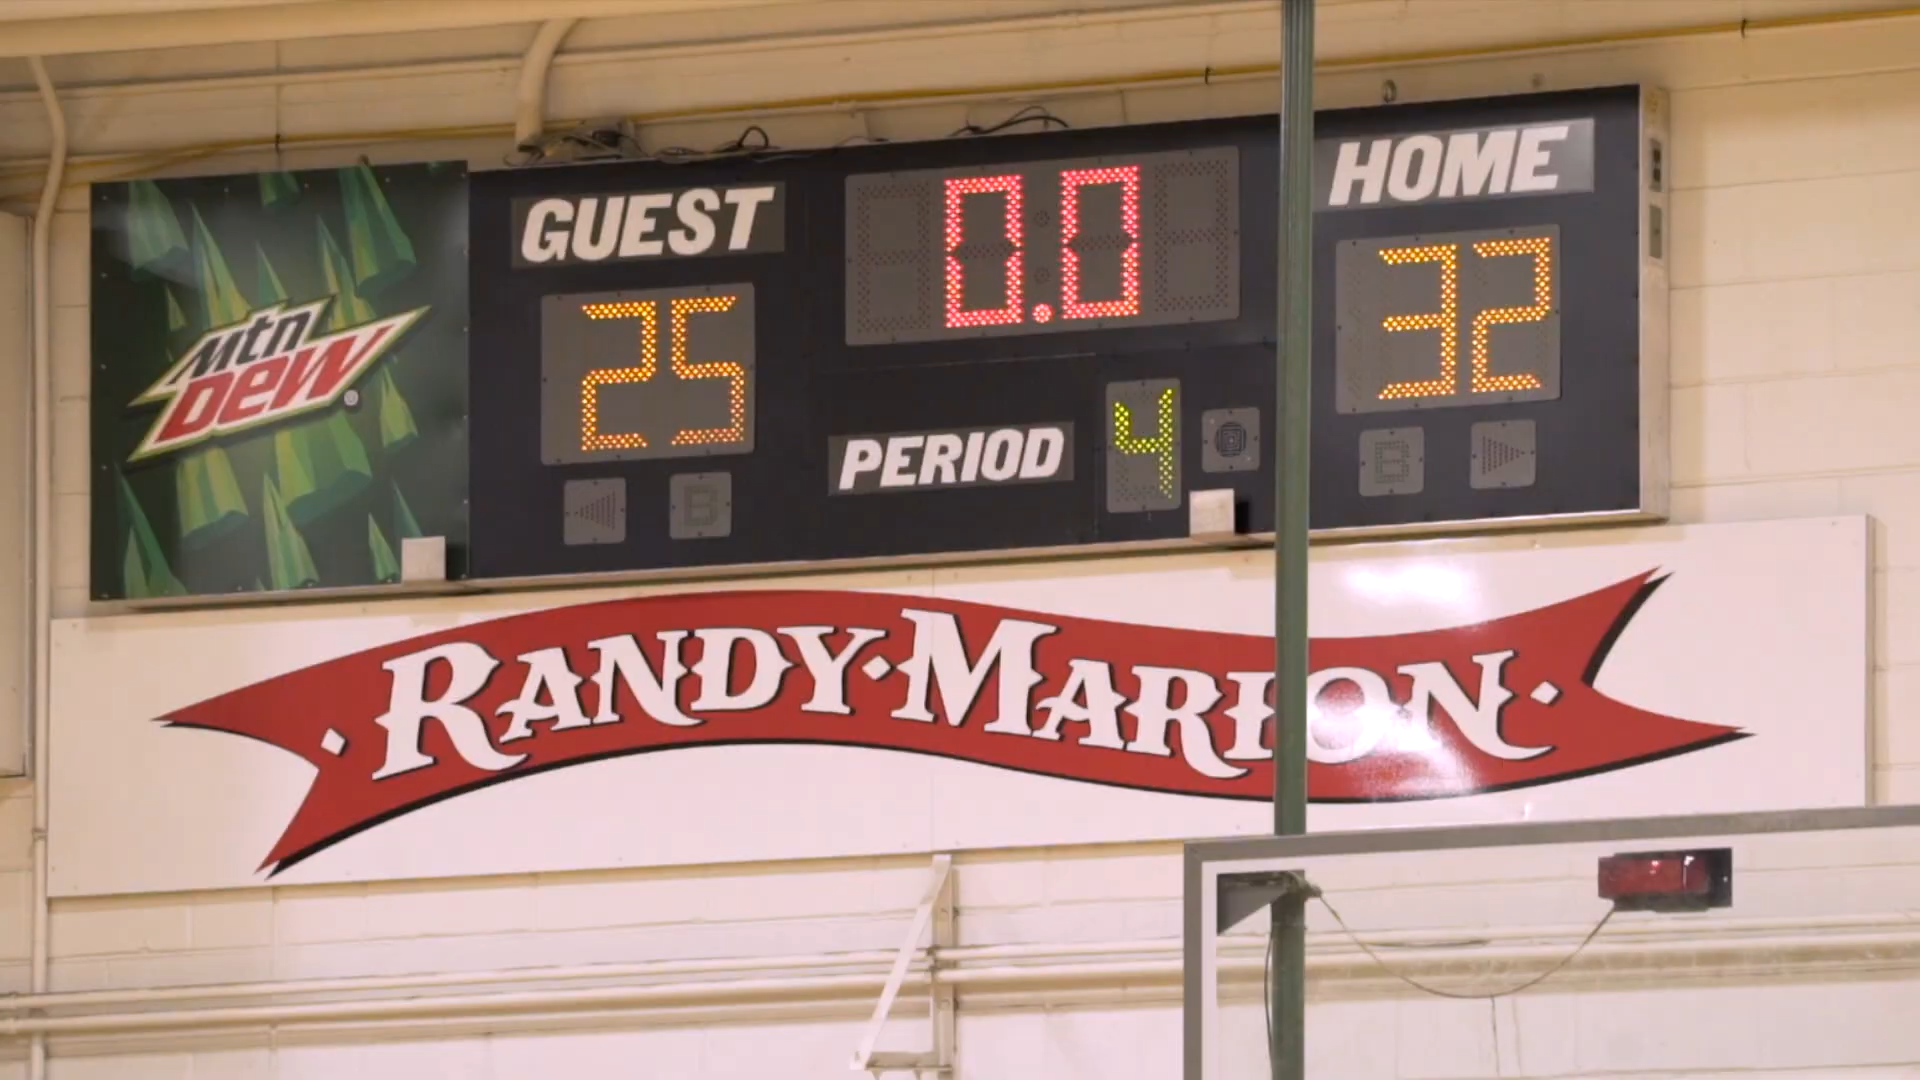 Mtn
Dew®
GUEST
25
0.0
PERIOD 4
HOME
32
B
B
RANDY·MARION